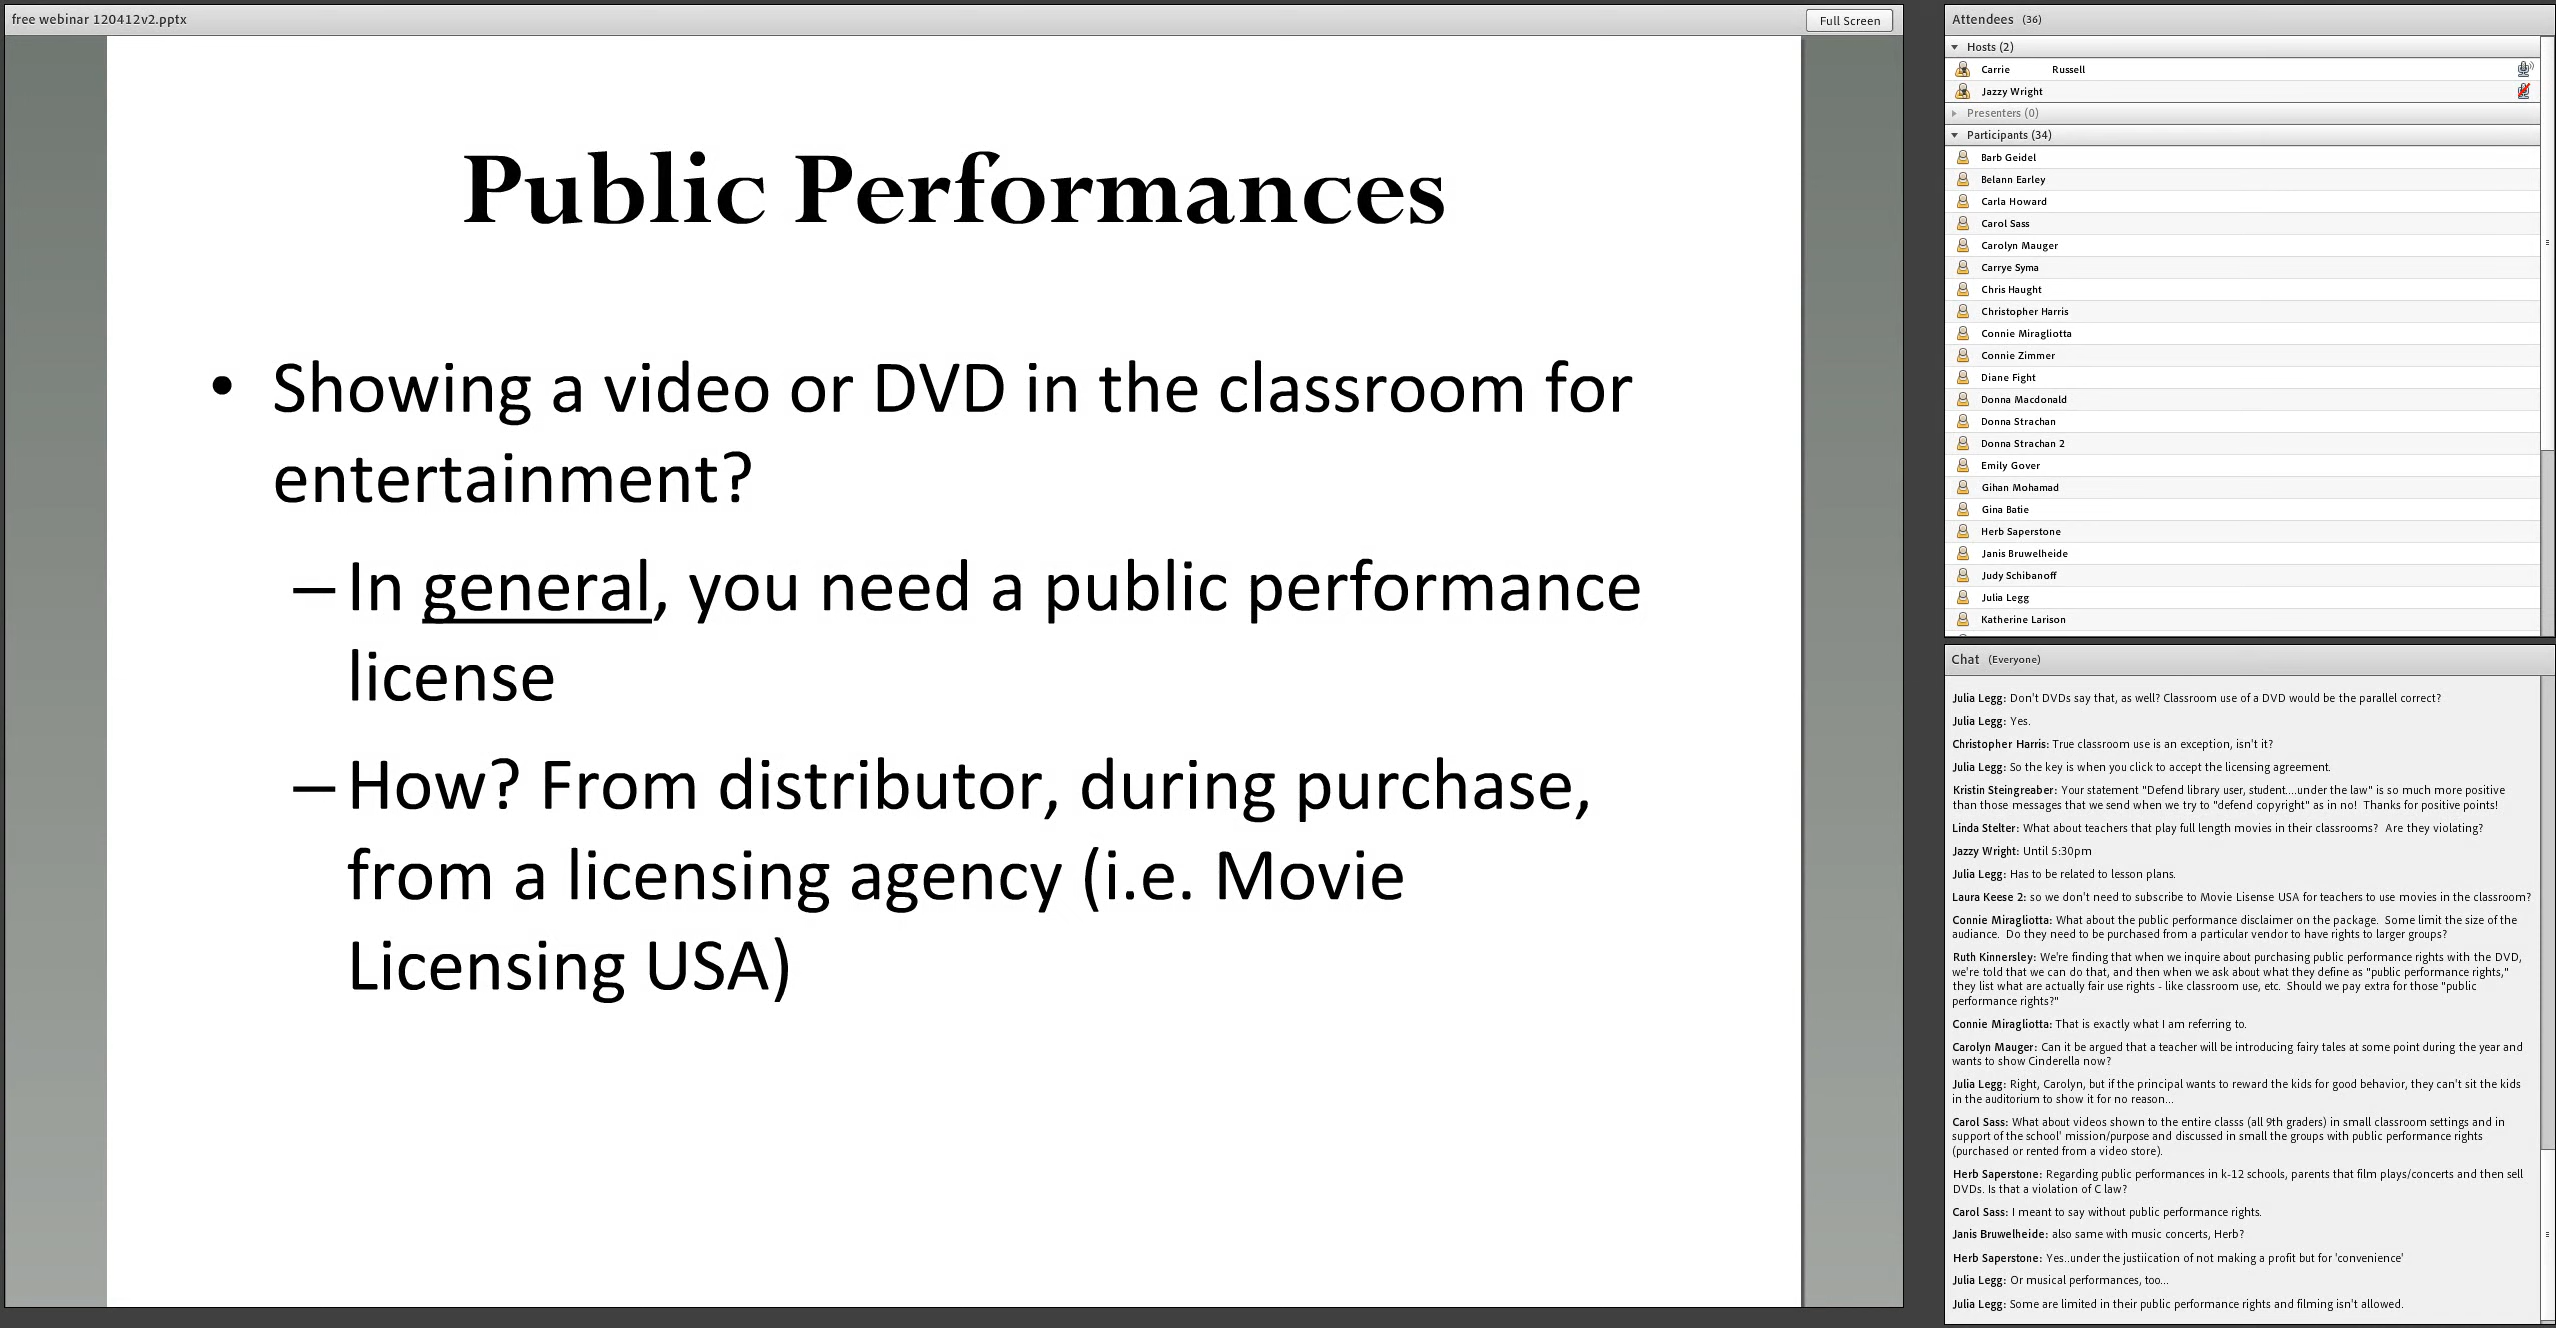 free webinar 120412v2.pptx
Full Screen
Public Performances
• Showing a video or DVD in the classroom for
entertainment?
– In general, you need a public performance
license
– How? From distributor, during purchase,
from a licensing agency (i.e. Movie
Licensing USA)
Attendees (36)
Hosts (2)
Carrie Russell
Jazzy Wright
Presenters (0)
Participants (34)
Barb Geidel
Belann Earley
Carla Howard
Carol Sass
Carolyn Mauger
Carrye Syma
Chris Haught
Christopher Harris
Connie Miragliotta
Connie Zimmer
Diane Fight
Donna Macdonald
Donna Strachan
Donna Strachan 2
Emily Gover
Gihan Mohamad
Gina Batie
Herb Saperstone
Janis Bruwelheide
Judy Schibanoff
Julia Legg
Katherine Larison
Chat (Everyone)
Julia Legg: Don't DVDs say that, as well? Classroom use of a DVD would be the parallel correct?
Julia Legg: Yes.
Christopher Harris: True classroom use is an exception, isn't it?
Julia Legg: So the key is when you click to accept the licensing agreement.
Kristin Steingreaber: Your statement "Defend library user, student....under the law" is so much more positive
than those messages that we send when we try to "defend copyright" as in no! Thanks for positive points!
Linda Stelter: What about teachers that play full length movies in their classrooms? Are they violating?
Jazzy Wright: Until 5:30pm
Julia Legg: Has to be related to lesson plans.
Laura Keese 2: so we don't need to subscribe to Movie Lisense USA for teachers to use movies in the classroom?
Connie Miragliotta: What about the public performance disclaimer on the package. Some limit the size of the
audiance. Do they need to be purchased from a particular vendor to have rights to larger groups?
Ruth Kinnersley: We're finding that when we inquire about purchasing public performance rights with the DVD,
we're told that we can do that, and then when we ask about what they define as "public performance rights,"
they list what are actually fair use rights - like classroom use, etc. Should we pay extra for those "public
performance rights?"
Connie Miragliotta: That is exactly what I am referring to.
Carolyn Mauger: Can it be argued that a teacher will be introducing fairy tales at some point during the year and
wants to show Cinderella now?
Julia Legg: Right, Carolyn, but if the principal wants to reward the kids for good behavior, they can't sit the kids
in the auditorium to show it for no reason...
Carol Sass: What about videos shown to the entire classs (all 9th graders) in small classroom settings and in
support of the school' mission/purpose and discussed in small the groups with public performance rights
(purchased or rented from a video store).
Herb Saperstone: Regarding public performances in k-12 schools, parents that film plays/concerts and then sell
DVDs. Is that a violation of C law?
Carol Sass: I meant to say without public performance rights.
Janis Bruwelheide: also same with music concerts, Herb?
Herb Saperstone: Yes..under the justiication of not making a profit but for 'convenience'
Julia Legg: Or musical performances, too...
Julia Legg: Some are limited in their public performance rights and filming isn't allowed.